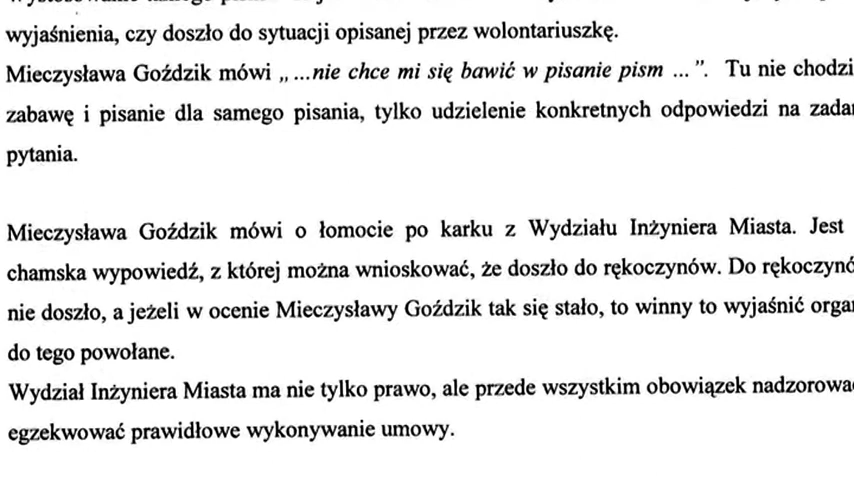 wyjaśnienia, czy doszło do sytuacji opisanej przez wolontariuszkę.
Mieczysława Goździk mówi „ ...nie chce mi się bawić w pisanie pism ... ”. Tu nie chodzi
zabawę i pisanie dla samego pisania, tylko udzielenie konkretnych odpowiedzi na
pytania.
Mieczysława Goździk mówi o łomocie po karku z Wydziału Inżyniera Miasta. Jest
chamska wypowiedź, z której można wnioskować, że doszło do rękoczynów. Do
nie doszło, a jeżeli w ocenie Mieczysławy Goździk tak się stało, to winny to wyjaśnić
do tego powołane.
Wydział Inżyniera Miasta ma nie tylko prawo, ale przede wszystkim obowiązek
egzekwować prawidłowe wykonywanie umowy.